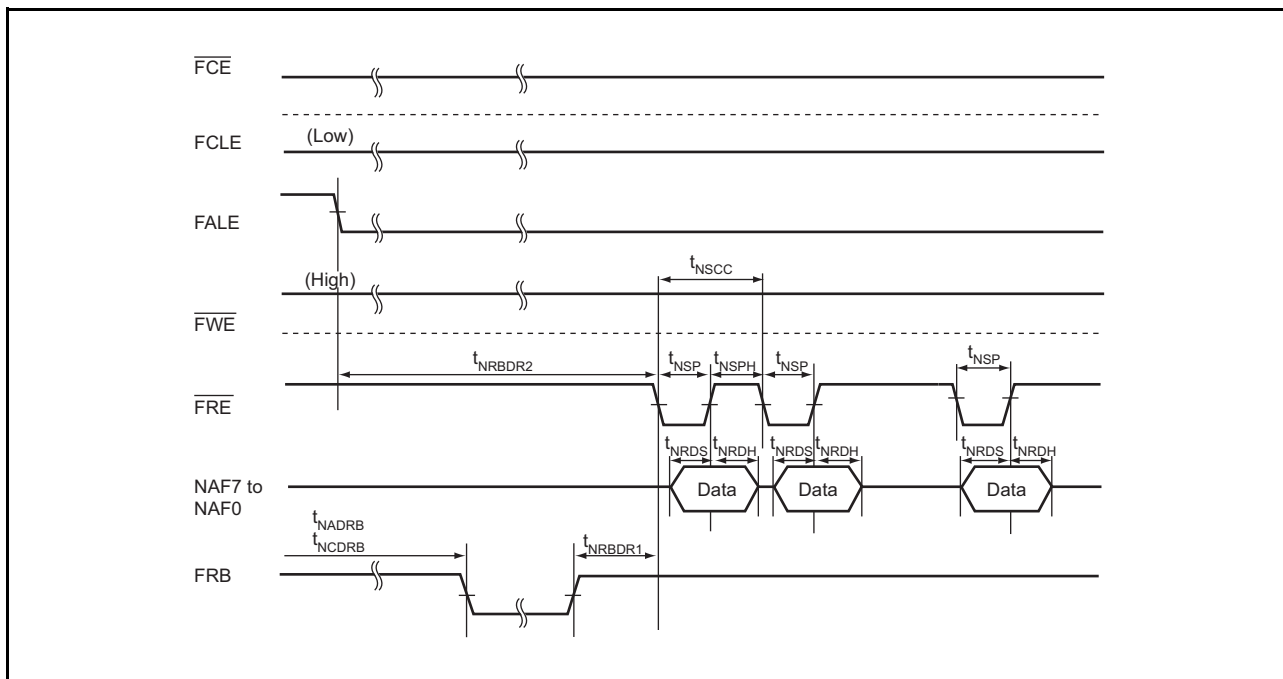 FCE
FCLE
(Low)
FALE
(High)
tNSCC
FWE
tNRBDR2
tNSP
tNSPH
tNSP
tNSP
FRE
tNRDS
tNRDH
tNRDS
tNRDH
tNRDS
tNRDH
NAF7 to
NAF0
Data
Data
Data
tNADRB
tNCDRB
tNRBDR1
FRB